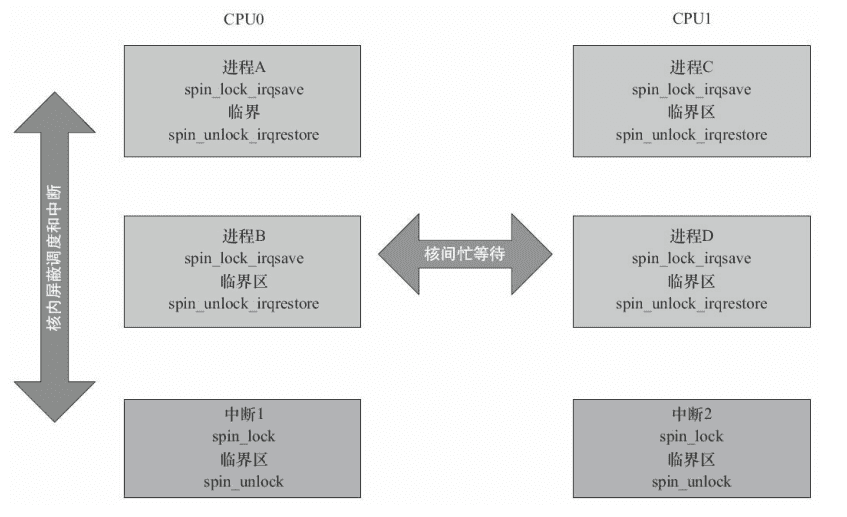 CPU0
CPU1
进程A
spin_lock_irqsave
临界
spin_unlock_irqrestore
进程C
spin_lock_irqsave
临界区
spin_unlock_irqrestore
核内屏蔽调度和中断
进程B
spin_lock_irqsave
临界区
spin_unlock_irqrestore
核间忙等待
进程D
spin_lock_irqsave
临界区
spin_unlock_irqrestore
中断1
spin_lock
临界区
spin_unlock
中断2
spin_lock
临界区
spin_unlock